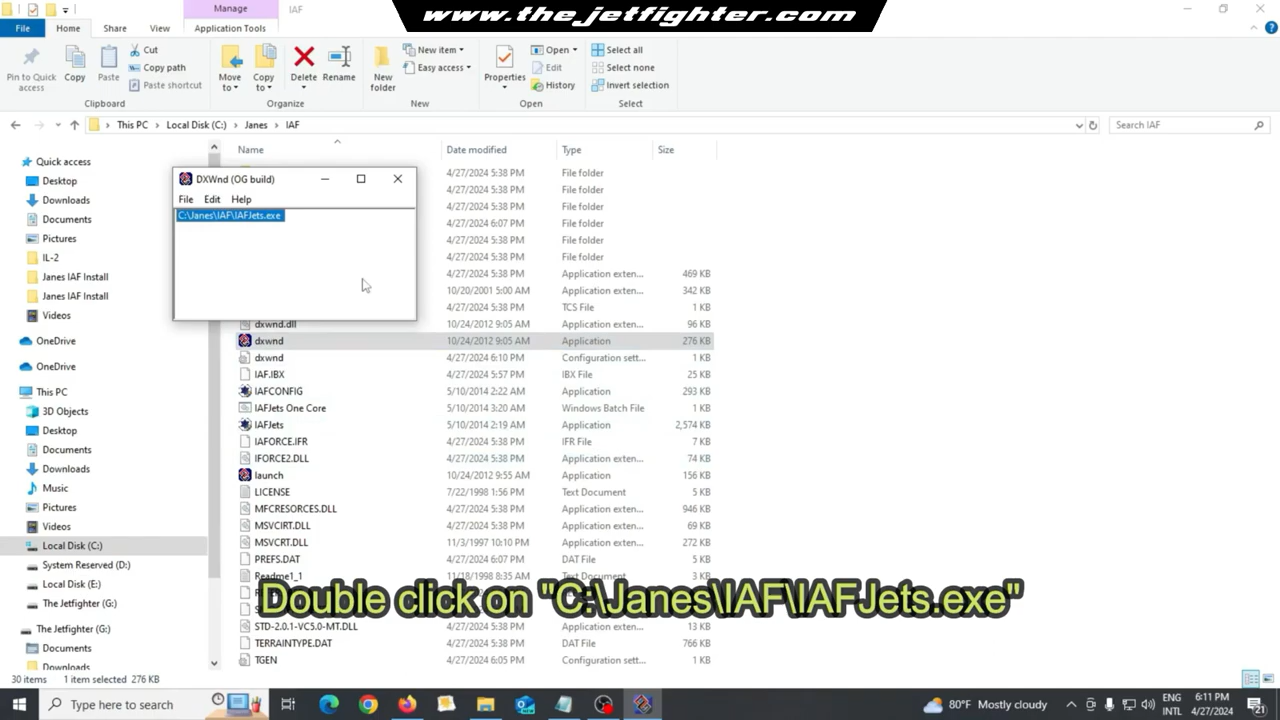 www.thejetfighter.com
Manage
IAF
File
Home
Share
View
Application Tools
Pin to Quick access
Copy
Paste
Cut
Copy path
Paste shortcut
Clipboard
Move to
Copy to
Delete
Rename
Organize
New folder
New item
Easy access
New
Properties
Open
Edit
History
Open
Select all
Select none
Invert selection
Select
This PC > Local Disk (C:) > Janes > IAF
Search IAF
Name Date modified Type Size
Quick access
Desktop
Downloads
Documents
Pictures
IL-2
Janes IAF Install
Janes IAF Install
Videos
OneDrive
OneDrive
This PC
3D Objects
Desktop
Documents
Downloads
Music
Pictures
Videos
Local Disk (C:)
System Reserved (D:)
Local Disk (E:)
The Jetfighter (G:)
The Jetfighter (G:)
Documents
Downloads
DXWnd (OG build)
File Edit Help
C:\Janes\IAF\IAFJets.exe
4/27/2024 5:38 PM File folder
4/27/2024 5:38 PM File folder
4/27/2024 5:38 PM File folder
4/27/2024 6:07 PM File folder
4/27/2024 5:38 PM File folder
4/27/2024 5:38 PM File folder
4/27/2024 5:38 PM Application exten... 469 KB
10/20/2001 5:00 AM Application exten... 342 KB
4/27/2024 5:38 PM TCS File 1 KB
dxwnd.dll 10/24/2012 9:05 AM Application exten... 96 KB
dxwnd 10/24/2012 9:05 AM Application 276 KB
dxwnd 4/27/2024 6:10 PM Configuration sett... 1 KB
IAF.IBX 4/27/2024 5:57 PM IBX File 25 KB
IAFCONFIG 5/10/2014 2:22 AM Application 293 KB
IAFJets One Core 5/10/2014 3:20 AM Windows Batch File 1 KB
IAFJets 5/10/2014 2:19 AM Application 2,574 KB
IAFORCE.IFR 4/27/2024 5:38 PM IFR File 7 KB
IFORCE2.DLL 4/27/2024 5:38 PM Application exten... 74 KB
launch 10/24/2012 9:55 AM Application 156 KB
LICENSE 7/22/1998 1:56 PM Text Document 5 KB
MFCRESORCES.DLL 4/27/2024 5:38 PM Application exten... 946 KB
MSVCIRT.DLL 4/27/2024 5:38 PM Application exten... 69 KB
MSVCRT.DLL 11/3/1997 10:10 PM Application exten... 272 KB
PREFS.DAT 4/27/2024 6:07 PM DAT File 5 KB
Readme1_1 11/18/1998 8:35 AM Text Document 3 KB
Double click on "C:\Janes\IAF\IAFJets.exe"
STD-2.0.1-VC5.0-MT.DLL 4/27/2024 5:38 PM Application exten... 13 KB
TERRAINTYPE.DAT 4/27/2024 5:38 PM DAT File 766 KB
TGEN 4/27/2024 6:05 PM Configuration sett... 1 KB
30 items 1 item selected 276 KB
Type here to search
80°F Mostly cloudy
ENG
INTL
6:11 PM
4/27/2024
21